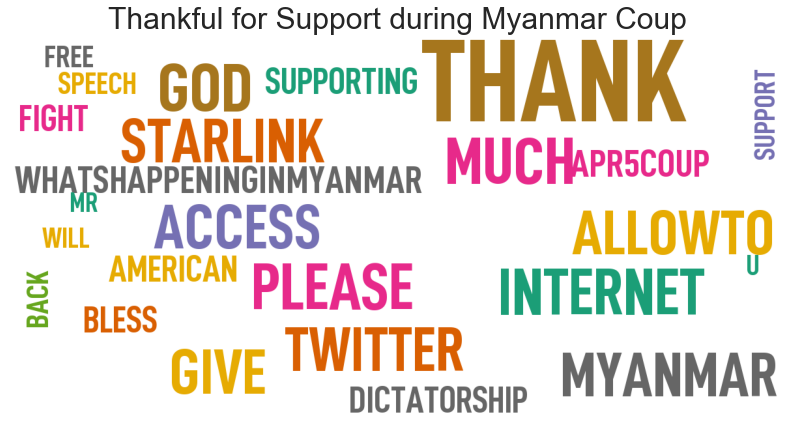 Thankful for Support during Myanmar Coup
FREE
SPEECH
GOD
SUPPORTING
THANK
SUPPORT
FIGHT
STARLINK
MUCH
APR5COUP
WHATSHAPPENINGINMYANMAR
MR
WILL
ACCESS
ALLOWTO
U
AMERICAN
PLEASE
INTERNET
BACK
BLESS
TWITTER
GIVE
MYANMAR
DICTATORSHIP